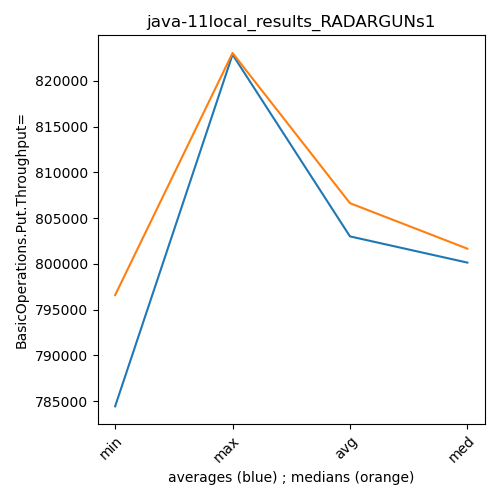 java-11local_results_RADARGUNs1
BasicOperations.Put.Throughput=
820000
815000
810000
805000
800000
795000
790000
785000
min
max
avg
med
averages (blue) ; medians (orange)